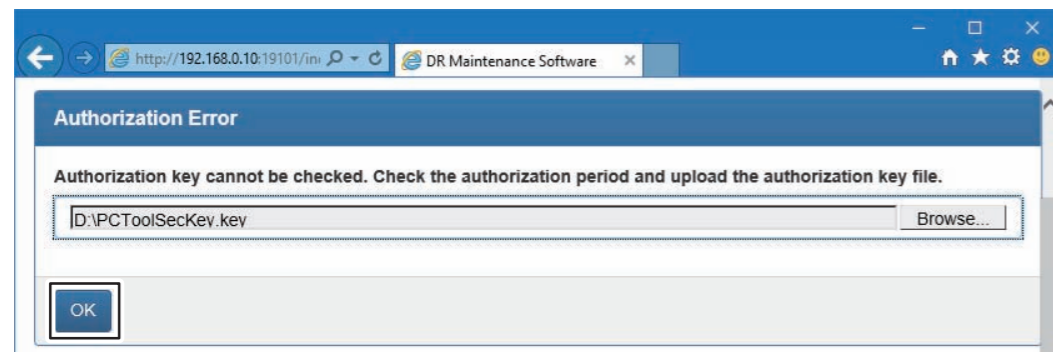 http://192.168.0.10:19101/in
DR Maintenance Software
Authorization Error
Authorization key cannot be checked. Check the authorization period and upload the authorization key file.
D:\PCToolSecKey.key
Browse...
OK